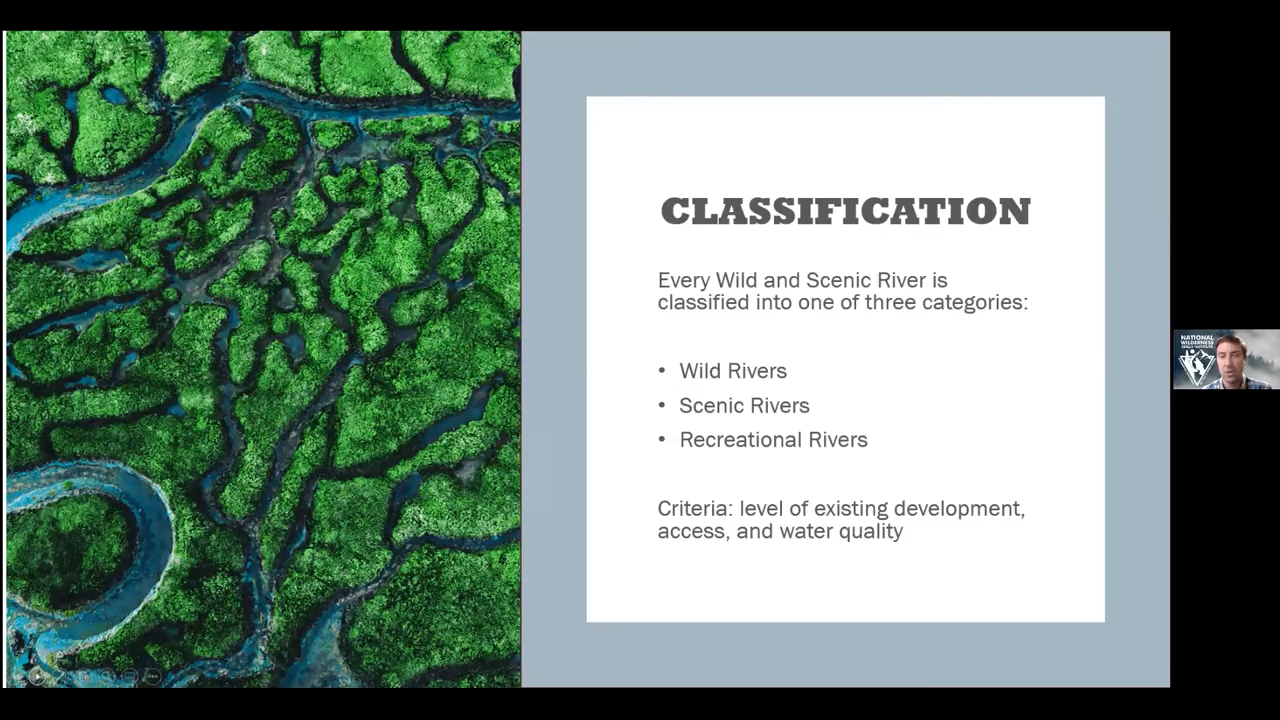 CLASSIFICATION
Every Wild and Scenic River is
classified into one of three categories:
• Wild Rivers
• Scenic Rivers
• Recreational Rivers
Criteria: level of existing development,
access, and water quality
NATIONAL
WILDERNESS
SKILLS INSTITUTE